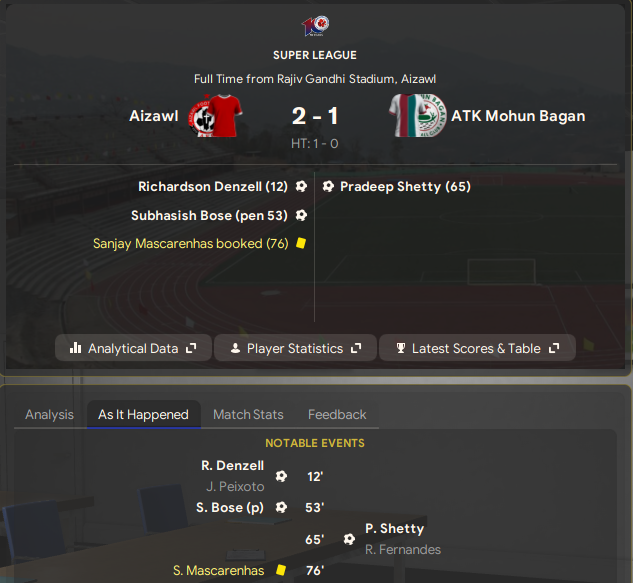 SUPER LEAGUE
Full Time from Rajiv Gandhi Stadium, Aizawl
Aizawl 2 - 1 ATK Mohun Bagan
HT: 1 - 0
Richardson Denzell (12) Pradeep Shetty (65)
Subhasish Bose (pen 53)
Sanjay Mascarenhas booked (76)
Analytical Data Player Statistics Latest Scores & Table
Analysis As It Happened Match Stats Feedback
NOTABLE EVENTS
R. Denzell 12'
J. Peixoto
S. Bose (p) 53'
65' P. Shetty
R. Fernandes
S. Mascarenhas 76'